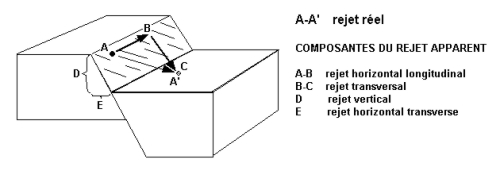 A-A' rejet réel
COMPOSANTES DU REJET APPARENT
A-B rejet horizontal longitudinal
B-C rejet transversal
D rejet vertical
E rejet horizontal transverse
B
A
C
D
A'
E